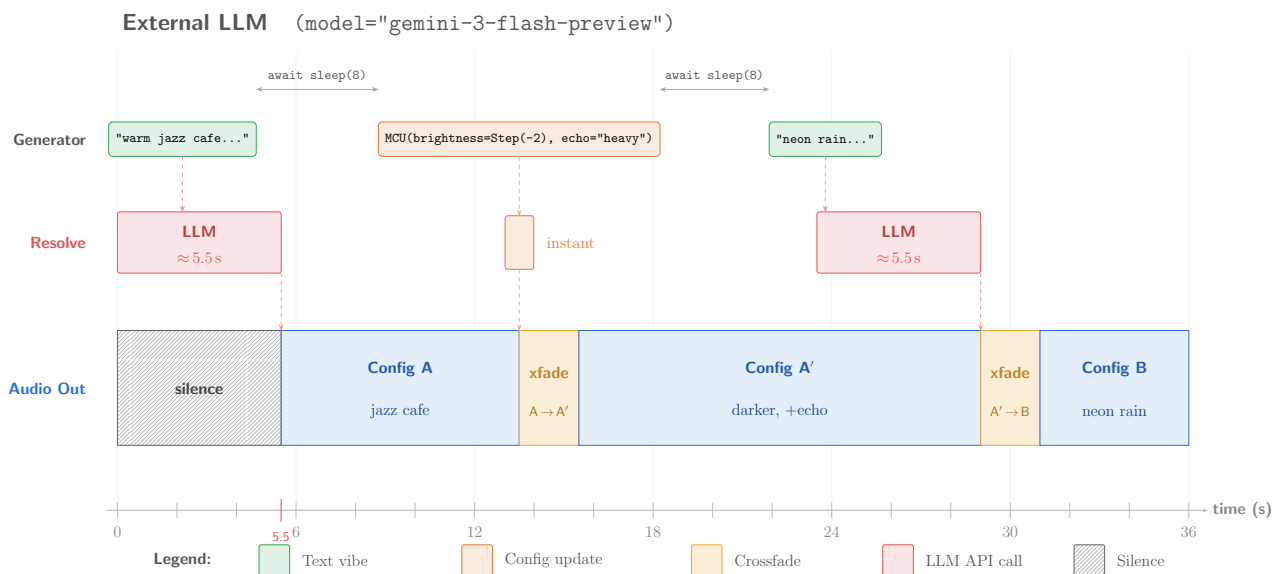 External LLM (model="gemini-3-flash-preview")
await sleep(8)
await sleep(8)
Generator
"warm jazz cafe..."
MCU(brightness=Step(-2), echo="heavy")
"neon rain..."
Resolve
LLM
≈5.5 s
instant
LLM
≈5.5 s
Audio Out
silence
Config A
jazz cafe
xfade
A→A′
Config A′
darker, +echo
xfade
A′→B
Config B
neon rain
time (s)
0
5.5
6
12
18
24
30
36
Legend:
Text vibe
Config update
Crossfade
LLM API call
Silence